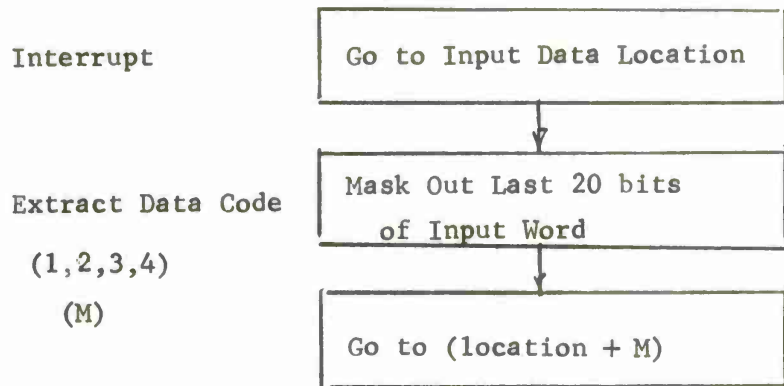 Interrupt
Go to Input Data Location
Extract Data Code
(1,2,3,4)
(M)
Mask Out Last 20 bits
of Input Word
Go to (location + M)